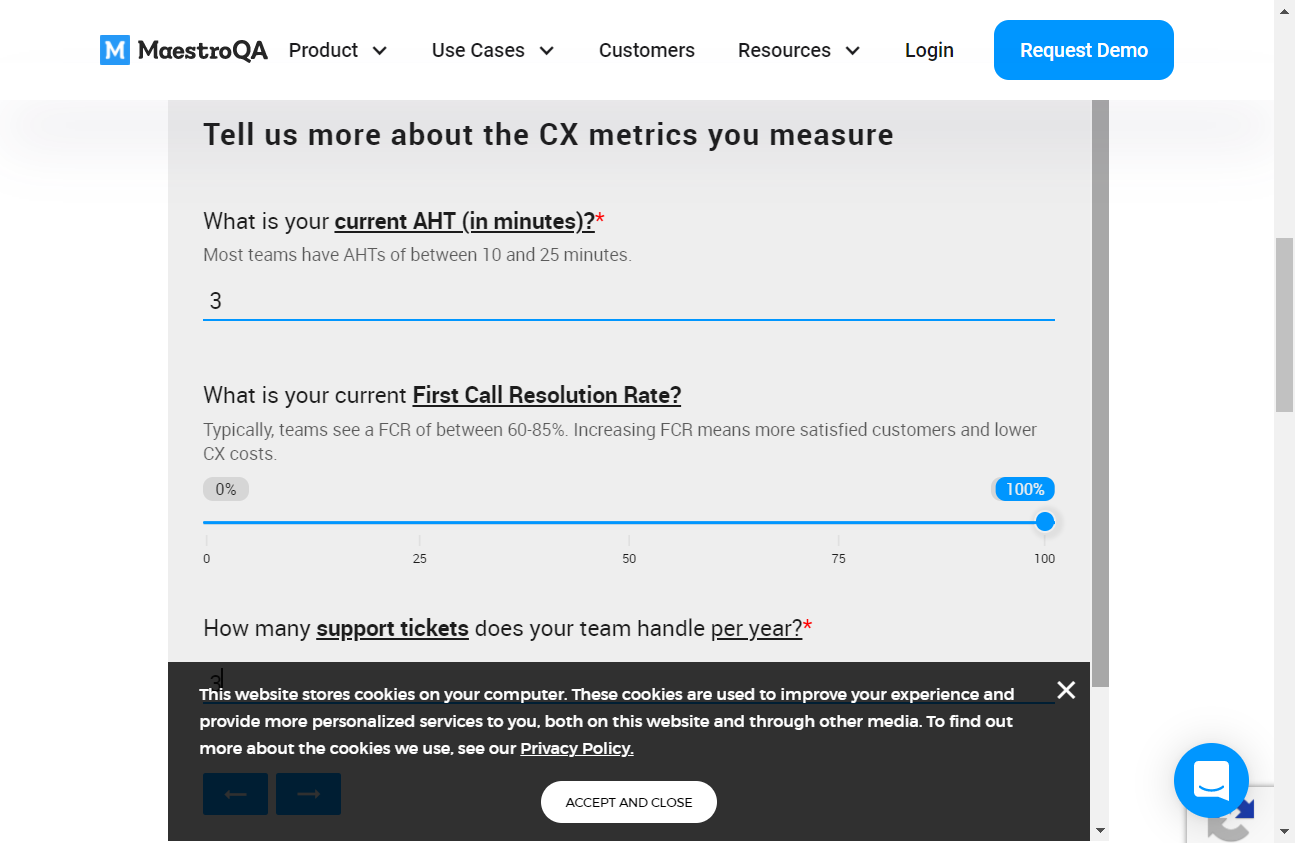 M MaestroQA Product Use Cases Customers Resources Login Request Demo
Tell us more about the CX metrics you measure
What is your current AHT (in minutes)?*
Most teams have AHTs of between 10 and 25 minutes.
3
What is your current First Call Resolution Rate?
Typically, teams see a FCR of between 60-85%. Increasing FCR means more satisfied customers and lower
CX costs.
0% 100%
0 25 50 75 100
How many support tickets does your team handle per year?*
3
This website stores cookies on your computer. These cookies are used to improve your experience and
provide more personalized services to you, both on this website and through other media. To find out
more about the cookies we use, see our Privacy Policy.
ACCEPT AND CLOSE